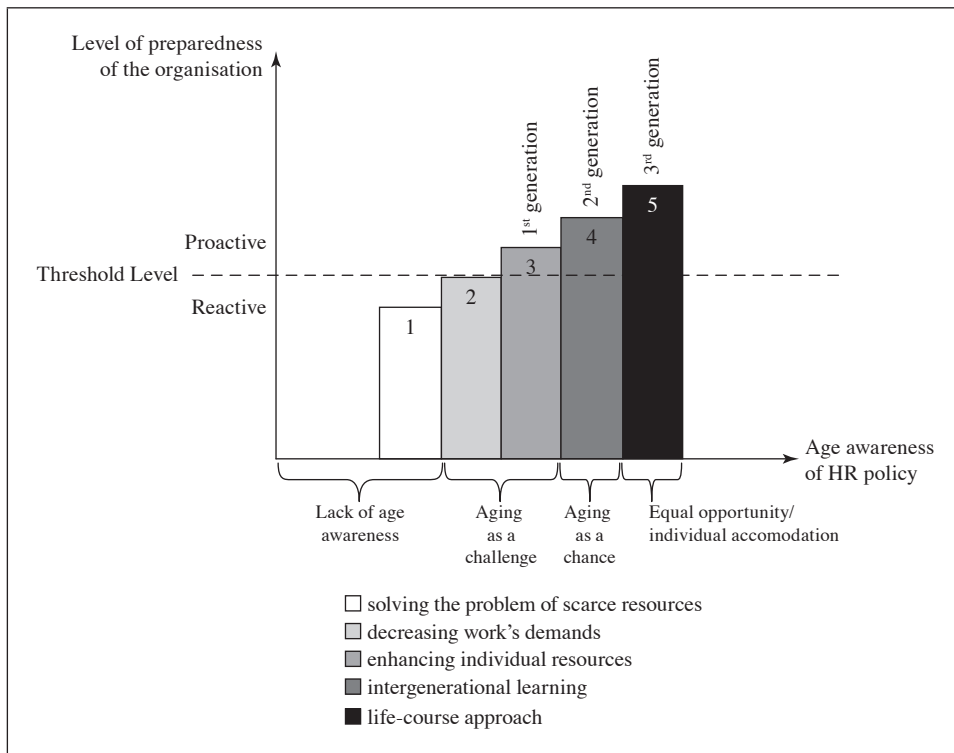 Level of preparedness
of the organisation
1st generation
2nd generation
3rd generation
Proactive
Threshold Level
Reactive
1
2
3
4
5
Age awareness
of HR policy
Lack of age
awareness
Aging
as a
challenge
Aging
as a
chance
Equal opportunity/
individual accomodation
solving the problem of scarce resources
decreasing work's demands
enhancing individual resources
intergenerational learning
life-course approach